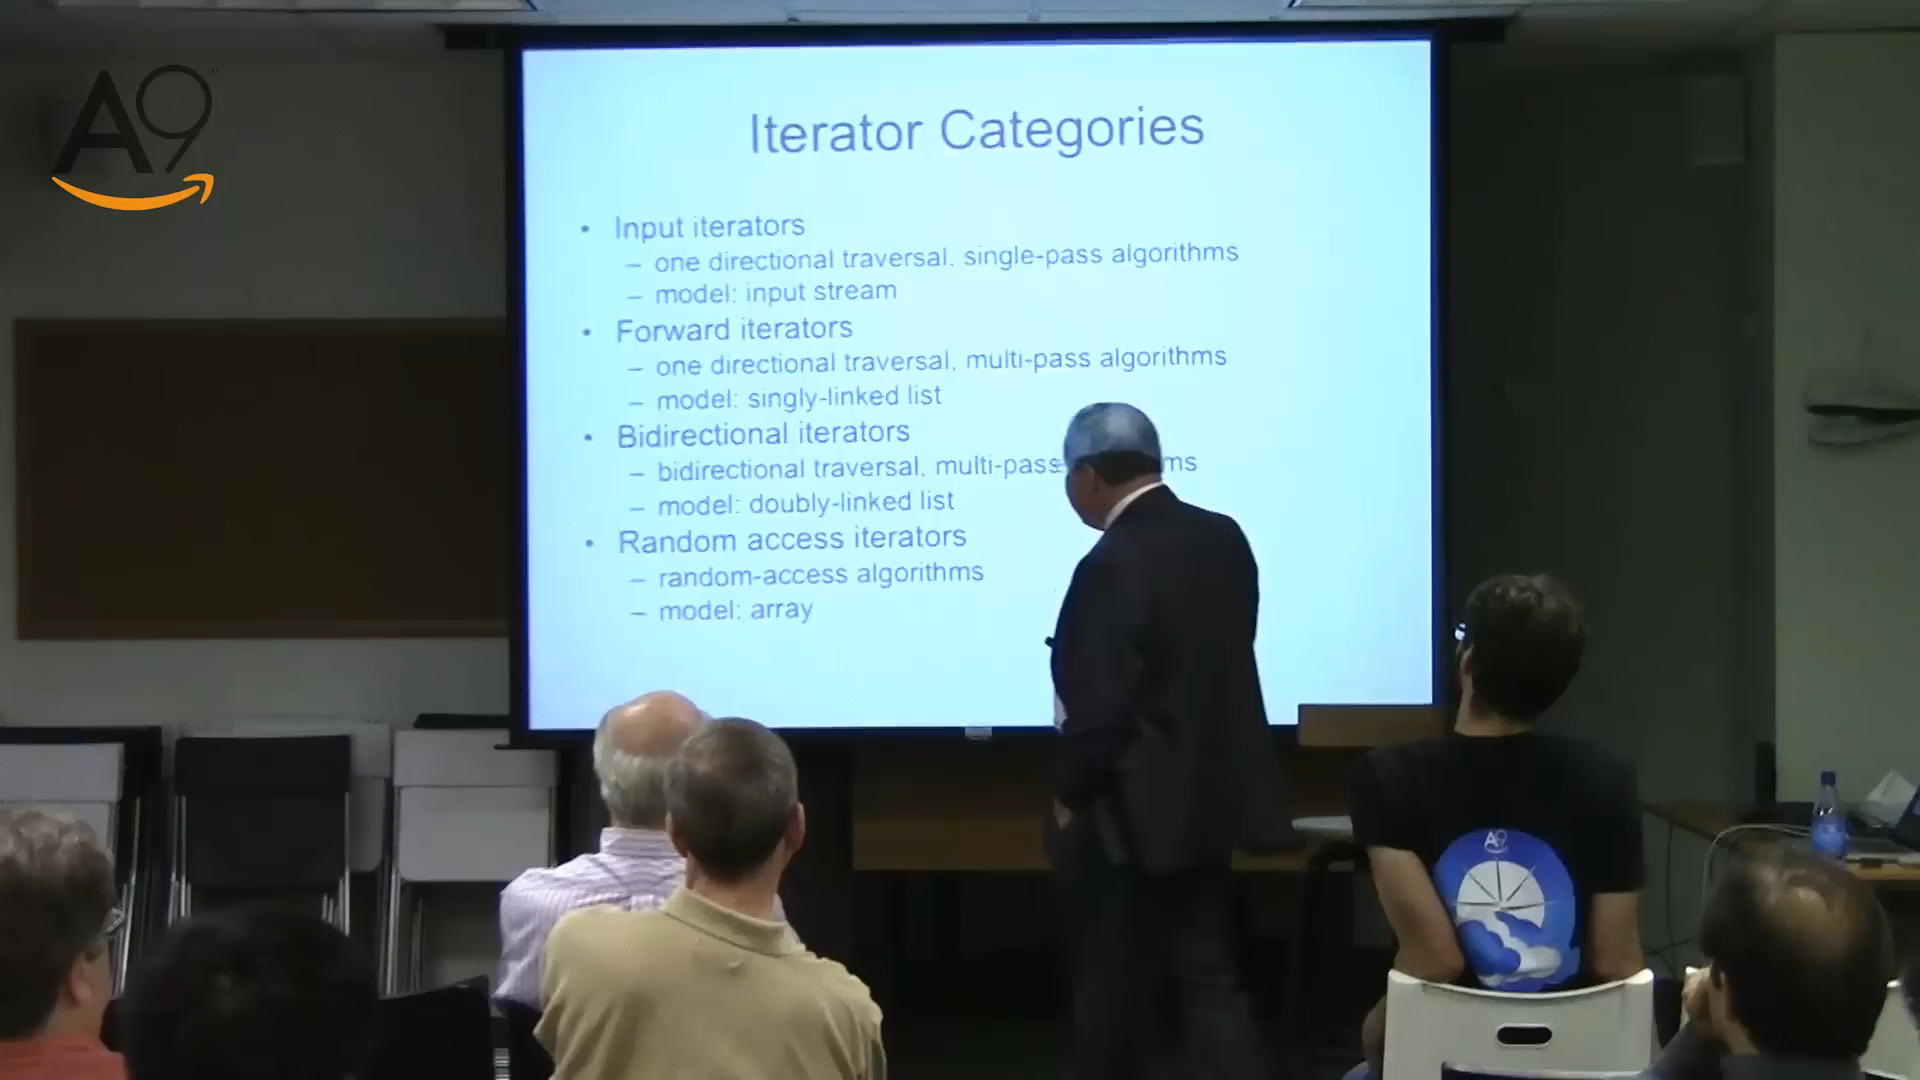 A9
Iterator Categories
• Input iterators
– one directional traversal, single-pass algorithms
– model: input stream
• Forward iterators
– one directional traversal, multi-pass algorithms
– model: singly-linked list
• Bidirectional iterators
– bidirectional traversal, multi-pass
– model: doubly-linked list
• Random access iterators
– random-access algorithms
– model: array
A9